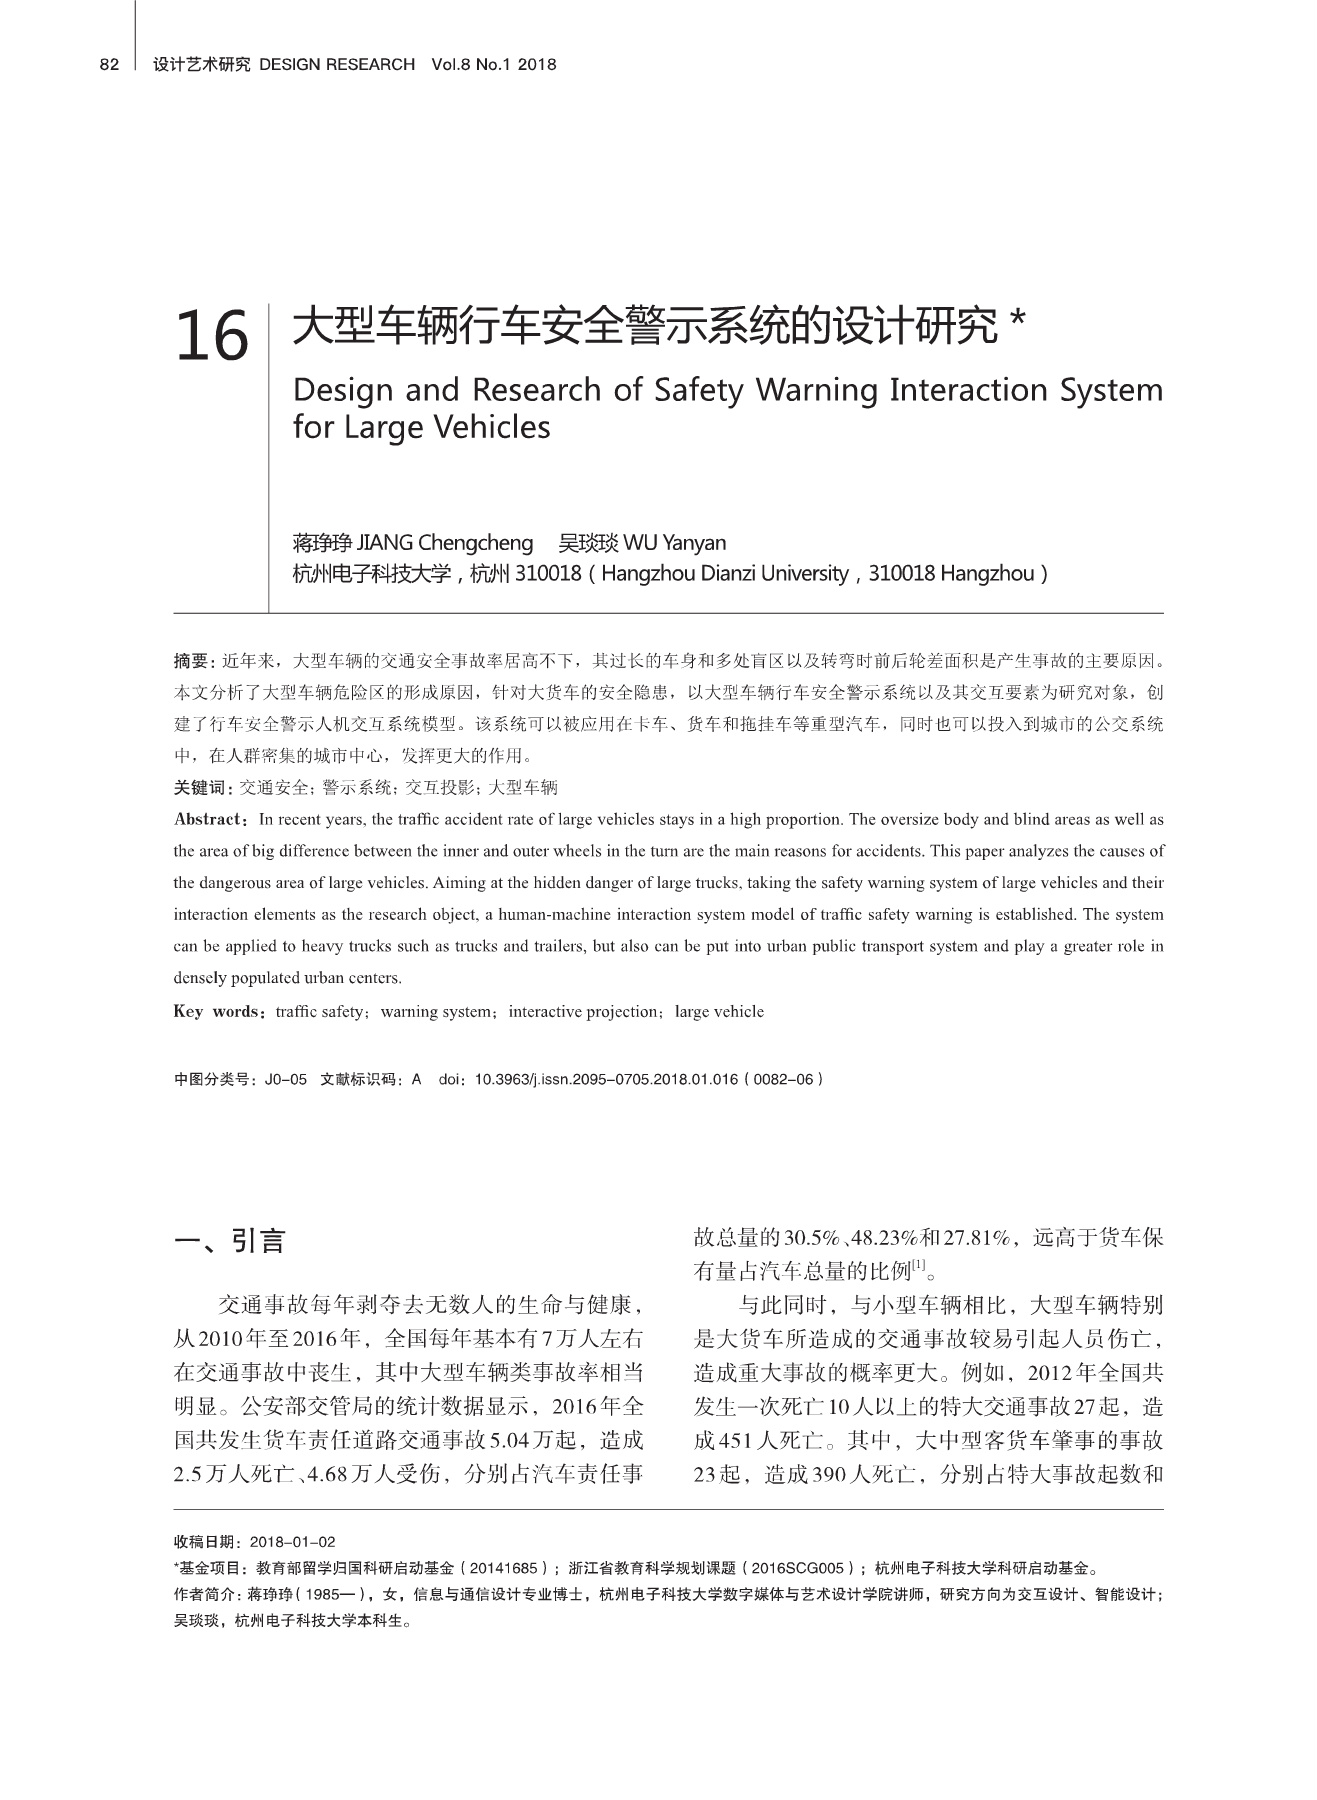 82 设计艺术研究 DESIGN RESEARCH Vol.8 No.1 2018
16
大型车辆行车安全警示系统的设计研究*
Design and Research of Safety Warning Interaction System
for Large Vehicles
蒋琤琤 JIANG Chengcheng 吴琰琰 WU Yanyan
杭州电子科技大学，杭州 310018（Hangzhou Dianzi University，310018 Hangzhou）
摘要：近年来，大型车辆的交通安全事故率居高不下，其过长的车身和多处盲区以及转弯时前后轮差面积是产生事故的主要原因。
本文分析了大型车辆危险区的形成原因，针对大货车的安全隐患，以大型车辆行车安全警示系统以及其交互要素为研究对象，创
建了行车安全警示人机交互系统模型。该系统可以被应用在卡车、货车和拖挂车等重型汽车，同时也可以投入到城市的公交系统
中，在人群密集的城市中心，发挥更大的作用。
关键词：交通安全；警示系统；交互投影；大型车辆
Abstract：In recent years, the traffic accident rate of large vehicles stays in a high proportion. The oversize body and blind areas as well as
the area of big difference between the inner and outer wheels in the turn are the main reasons for accidents. This paper analyzes the causes of
the dangerous area of large vehicles. Aiming at the hidden danger of large trucks, taking the safety warning system of large vehicles and their
interaction elements as the research object, a human-machine interaction system model of traffic safety warning is established. The system
can be applied to heavy trucks such as trucks and trailers, but also can be put into urban public transport system and play a greater role in
densely populated urban centers.
Key words：traffic safety；warning system；interactive projection；large vehicle
中图分类号：J0-05 文献标识码：A doi：10.3963/j.issn.2095-0705.2018.01.016（0082-06）
一、引言
交通事故每年剥夺去无数人的生命与健康，
从2010年至2016年，全国每年基本有7万人左右
在交通事故中丧生，其中大型车辆类事故率相当
明显。公安部交管局的统计数据显示，2016年全
国共发生货车责任道路交通事故5.04万起，造成
2.5万人死亡、4.68万人受伤，分别占汽车责任事
故总量的30.5%、48.23%和27.81%，远高于货车保
有量占汽车总量的比例[1]。
与此同时，与小型车辆相比，大型车辆特别
是大货车所造成的交通事故较易引起人员伤亡，
造成重大事故的概率更大。例如，2012年全国共
发生一次死亡10人以上的特大交通事故27起，造
成451人死亡。其中，大中型客货车肇事的事故
23起，造成390人死亡，分别占特大事故起数和
收稿日期：2018-01-02
*基金项目：教育部留学归国科研启动基金（20141685）；浙江省教育科学规划课题（2016SCG005）；杭州电子科技大学科研启动基金。
作者简介：蒋琤琤（1985—），女，信息与通信设计专业博士，杭州电子科技大学数字媒体与艺术设计学院讲师，研究方向为交互设计、智能设计；
吴琰琰，杭州电子科技大学本科生。